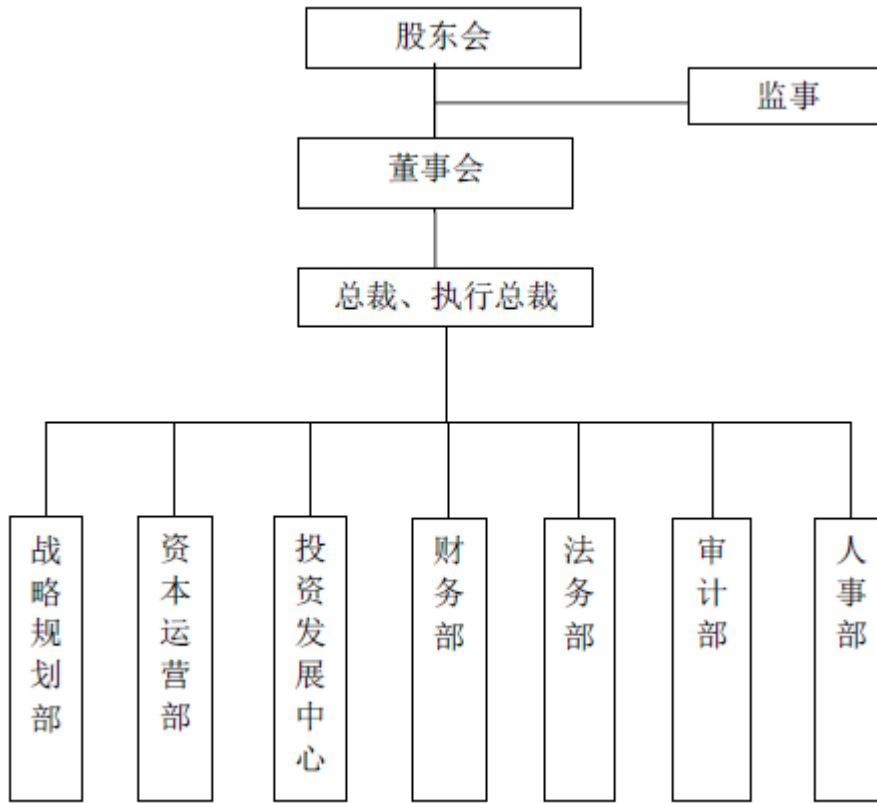 股东会
监事
董事会
总裁、执行总裁
战略规划部
资本运营部
投资发展中心
财务部
法务部
审计部
人事部